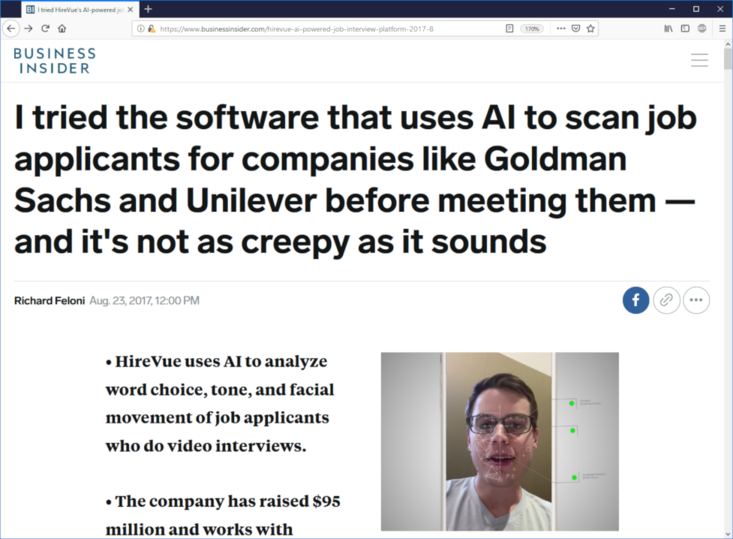 I tried HireVue's AI-powered jo
https://www.businessinsider.com/hirevue-ai-powered-job-interview-platform-2017-8
170%
BUSINESS
INSIDER
I tried the software that uses AI to scan job
applicants for companies like Goldman
Sachs and Unilever before meeting them —
and it's not as creepy as it sounds
Richard Feloni Aug. 23, 2017, 12:00 PM
• HireVue uses AI to analyze
word choice, tone, and facial
movement of job applicants
who do video interviews.
• The company has raised $95
million and works with